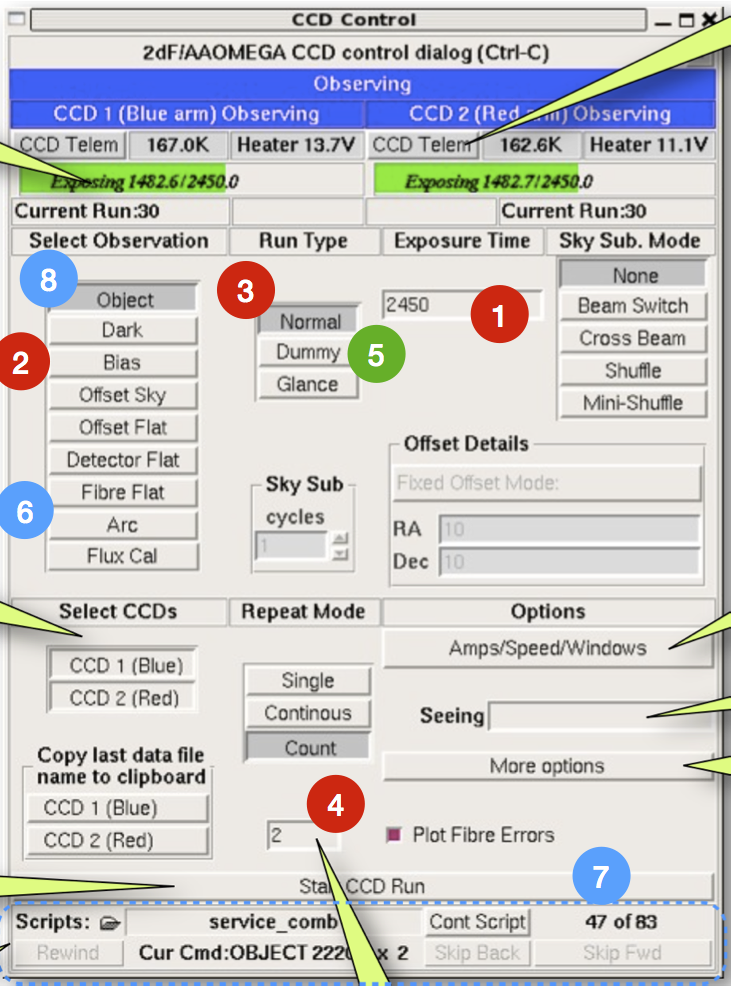 CCD Control
2dF/AAOMEGA CCD control dialog (Ctrl-C)
Observing
CCD 1 (Blue arm) Observing CCD 2 (Red arm) Observing
CCD Telem 167.0K Heater 13.7V CCD Telem 162.6K Heater 11.1V
Exposing 1482.6/2450.0 Exposing 1482.7/2450.0
Current Run:30 Current Run:30
Select Observation Run Type Exposure Time Sky Sub. Mode
8
Object
Dark
2
Bias
Offset Sky
Offset Flat
Detector Flat
Fibre Flat
6
Arc
Flux Cal
3
Normal
Dummy
5
Glance
2450
1
None
Beam Switch
Cross Beam
Shuffle
Mini-Shuffle
Sky Sub
cycles
1
Offset Details
Fixed Offset Mode:
RA 10
Dec 10
Select CCDs Repeat Mode Options
CCD 1 (Blue)
CCD 2 (Red)
Single
Continous
Count
Amps/Speed/Windows
Seeing
More options
Copy last data file
name to clipboard
CCD 1 (Blue)
CCD 2 (Red)
4
2
Plot Fibre Errors
7
Start CCD Run
Scripts: service_comb Cont Script 47 of 83
Rewind Cur Cmd:OBJECT x 2 Skip Back Skip Fwd